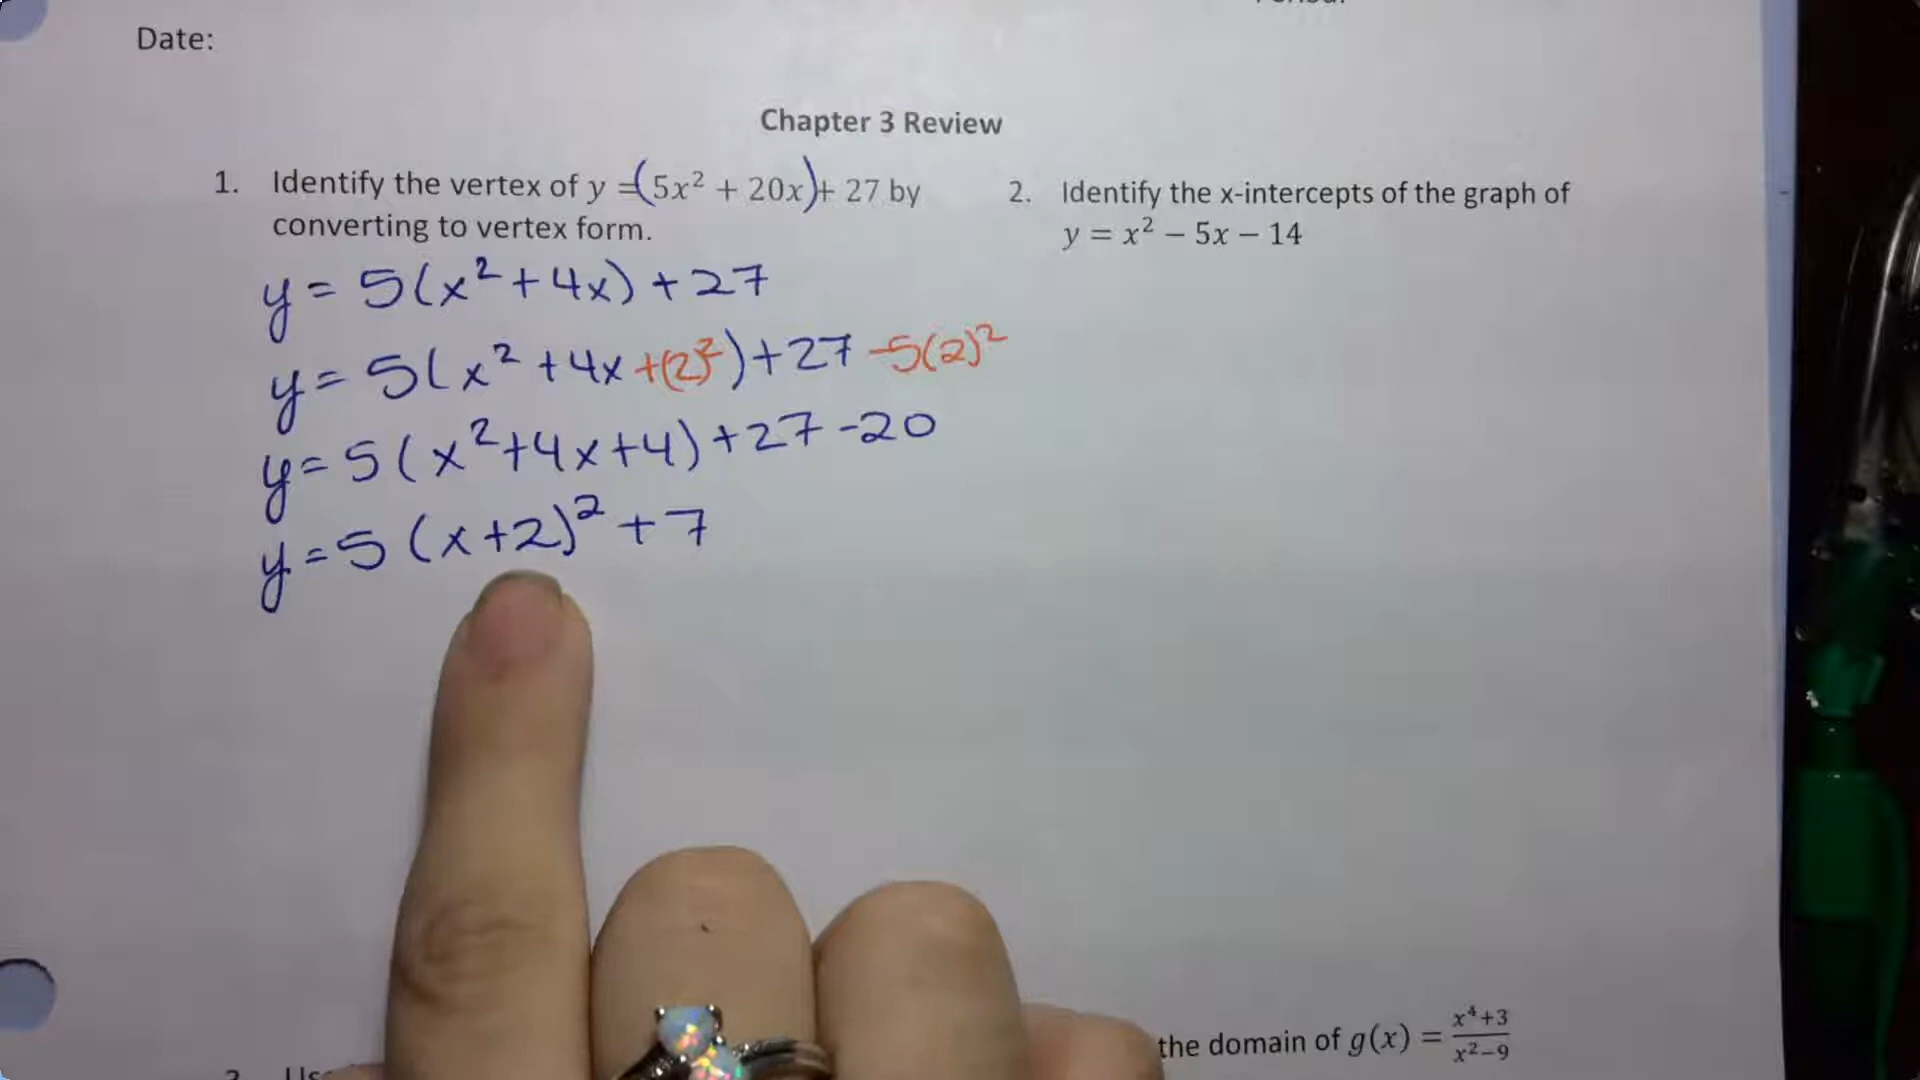 Date:
Chapter 3 Review
1. Identify the vertex of y =(5x² + 20x)+ 27 by
converting to vertex form.
y = 5(x²+4x)+27
y = 5(x²+4x+(2)²)+27-5(2)²
y=5(x²+4x+4)+27-20
y=5(x+2)²+7
2. Identify the x-intercepts of the graph of
y = x² − 5x − 14
the domain of g(x) = x⁴+3/x²−9